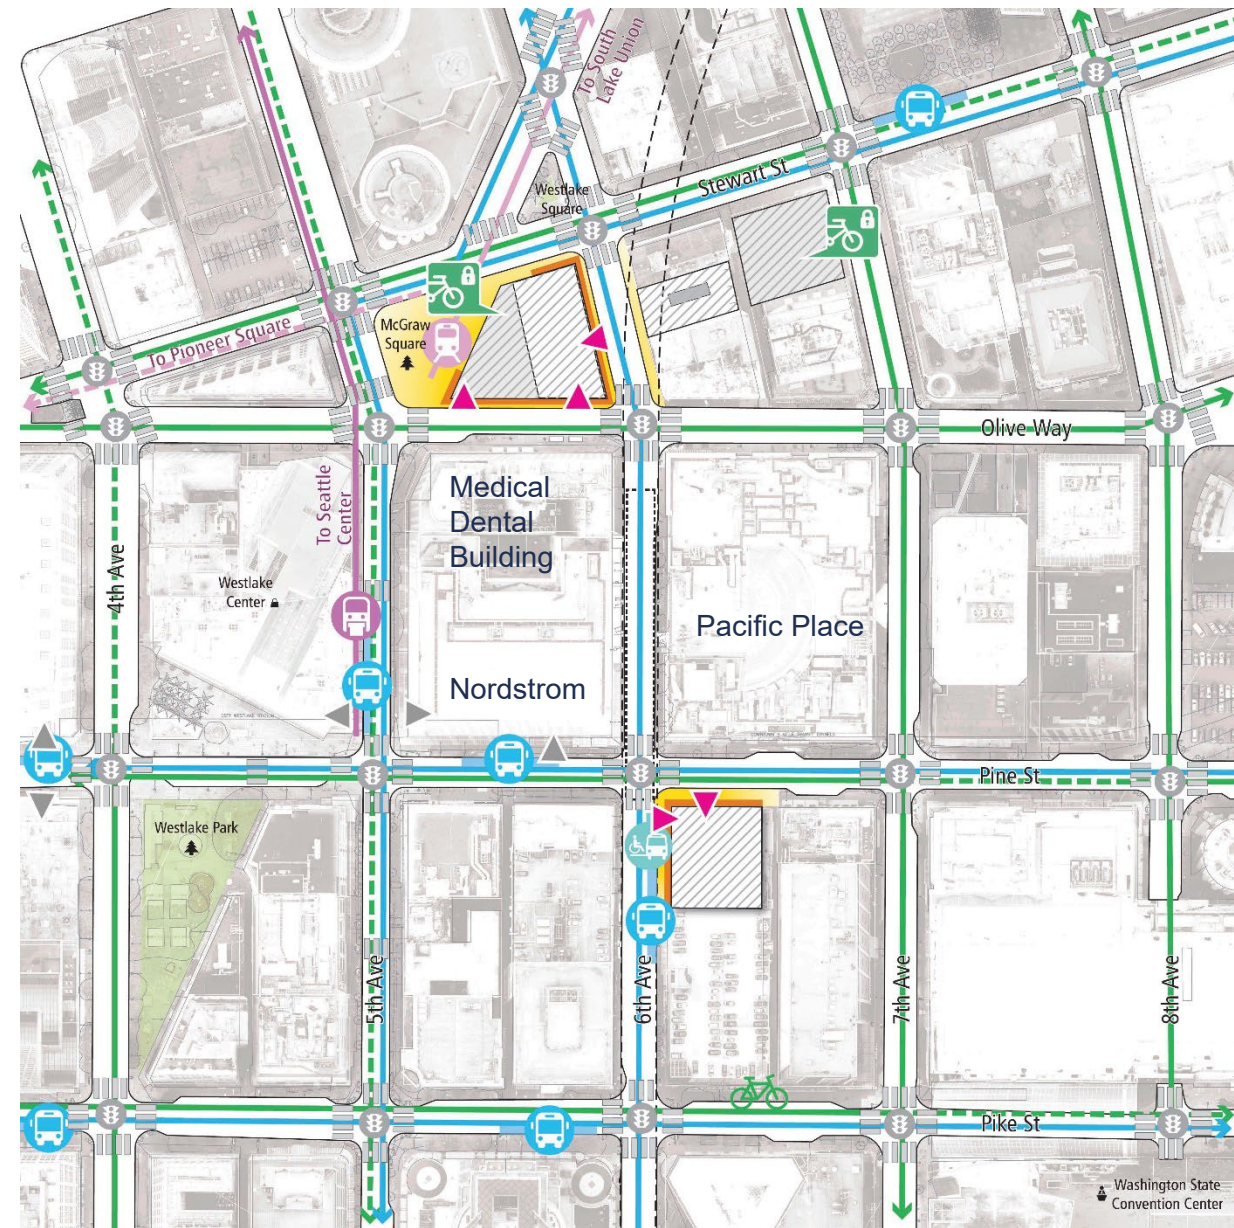 To South
Lake Union
Westlake
Square
Stewart St
McGraw
Square
To Pioneer Square
Olive Way
To Seattle
Center
Medical
Dental
Building
4th Ave
Westlake
Center
Pacific Place
Nordstrom
Pine St
Westlake Park
5th Ave
6th Ave
7th Ave
8th Ave
Pike St
Washington State
Convention Center